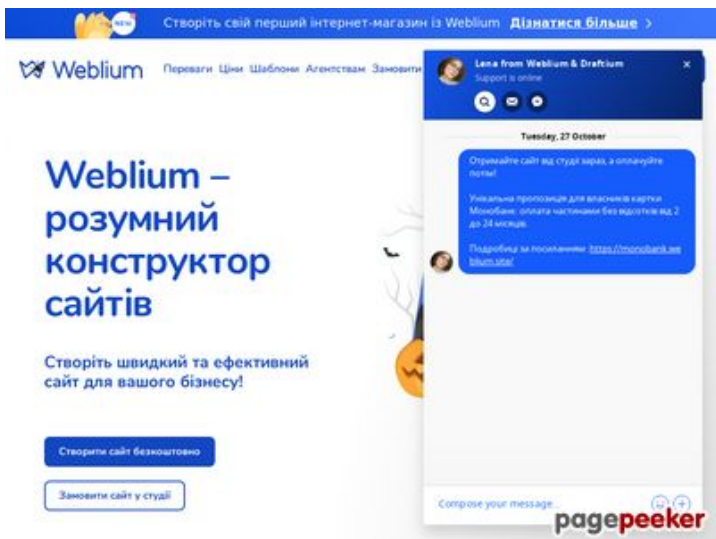 NEW
Створіть свій перший інтернет-магазин із Weblium Дізнатися більше >
Weblium
Переваги Ціни Шаблони Агентствам Замовити
Lena from Weblium & Draftium
Support is online
Tuesday, 27 October
Отримайте сайт від студії зараз, а оплачуйте
потім!
Унікальна пропозиція для власників картки
Монобанк: оплата частинами без відсотків від 2
до 24 місяців.
Подробиці за посиланням: https://monobank.we
blium.site/
Weblium –
розумний
конструктор
сайтів
Створіть швидкий та ефективний
сайт для вашого бізнесу!
Створити сайт безкоштовно
Замовити сайт у студії
Compose your message...
pagepeeker